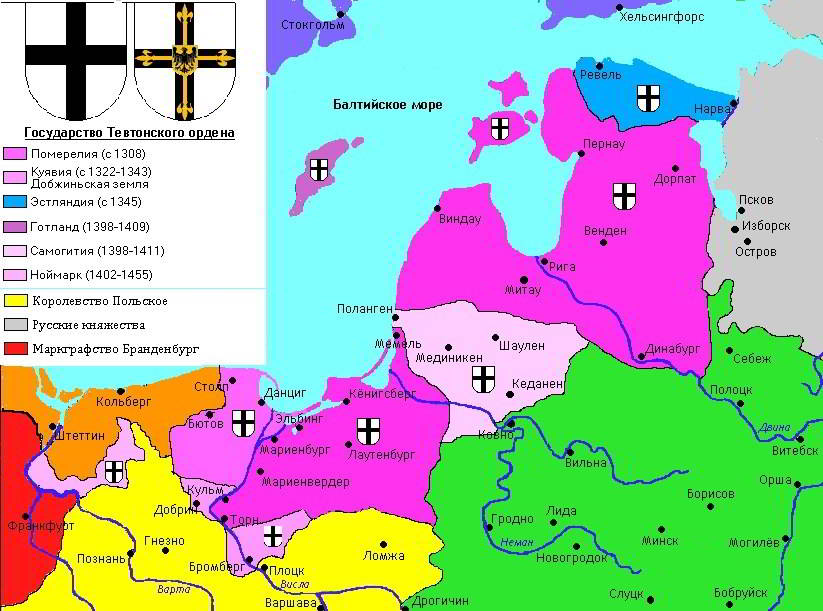 Государство Тевтонского ордена
Померелия (с 1308)
Куявия (с 1322-1343)
Добжиньская земля
Эстляндия (с 1345)
Готланд (1398-1409)
Самогития (1398-1411)
Ноймарк (1402-1455)
Королевство Польское
Русские княжества
Маркграфство Бранденбург
Стокгольм
Хельсингфорс
Балтийское море
Ревель
Нарва
Пернау
Дорпат
Псков
Изборск
Остров
Виндау
Венден
Рига
Митау
Поланген
Мемель
Шаулен
Мединикен
Динабург
Себеж
Кеданен
Полоцк
Столп
Данциг
Кёнигсберг
Кольберг
Бютов
Эльбинг
Штеттин
Мариенбург
Лаутенбург
Ковно
Двина
Витебск
Вильна
Мариенвердер
Орша
Кульм
Борисов
Добрин
Торн
Франкфурт
Гродно
Лида
Неман
Минск
Могилёв
Гнезно
Познань
Ломжа
Новогродок
Бромберг
Плоцк
Висла
Варта
Варшава
Дрогичин
Слуцк
Бобруйск